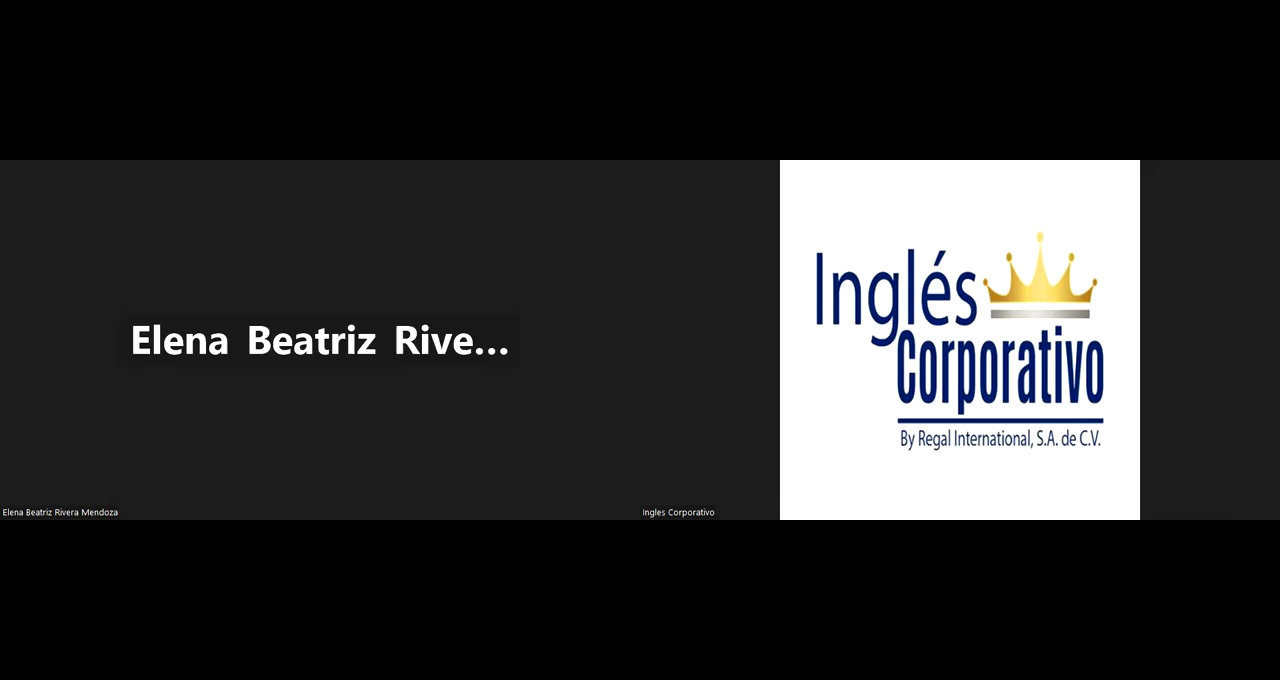 Elena Beatriz Rive...
Elena Beatriz Rivera Mendoza
Inglés
Corporativo
By Regal International, S.A. de C.V.
Ingles Corporativo